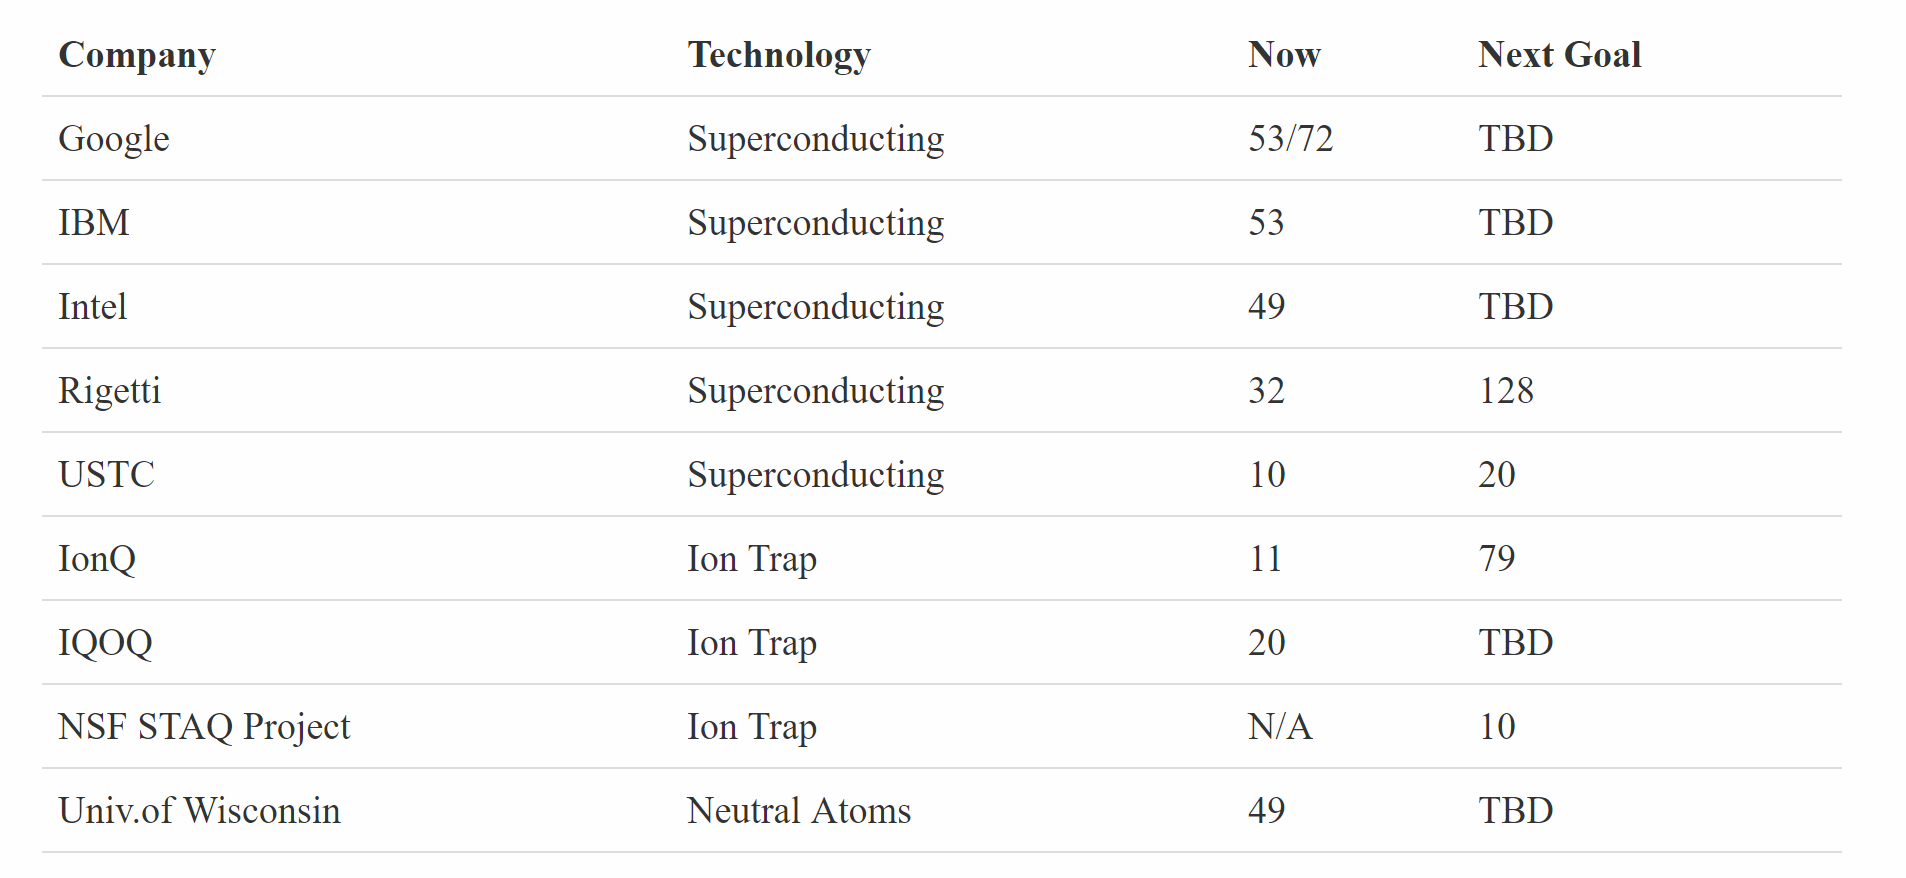 Company Technology Now Next Goal
Google Superconducting 53/72 TBD
IBM Superconducting 53 TBD
Intel Superconducting 49 TBD
Rigetti Superconducting 32 128
USTC Superconducting 10 20
IonQ Ion Trap 11 79
IQOQ Ion Trap 20 TBD
NSF STAQ Project Ion Trap N/A 10
Univ.of Wisconsin Neutral Atoms 49 TBD